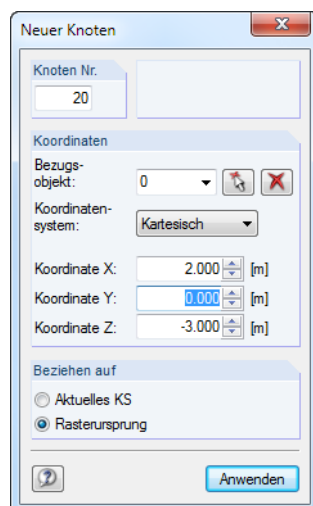 Neuer Knoten
Knoten Nr.
20
Koordinaten
Bezugs-
objekt: 0
Koordinaten-
system: Kartesisch
Koordinate X: 2.000 [m]
Koordinate Y: 0.000 [m]
Koordinate Z: -3.000 [m]
Beziehen auf
Aktuelles KS
Rasterursprung
Anwenden